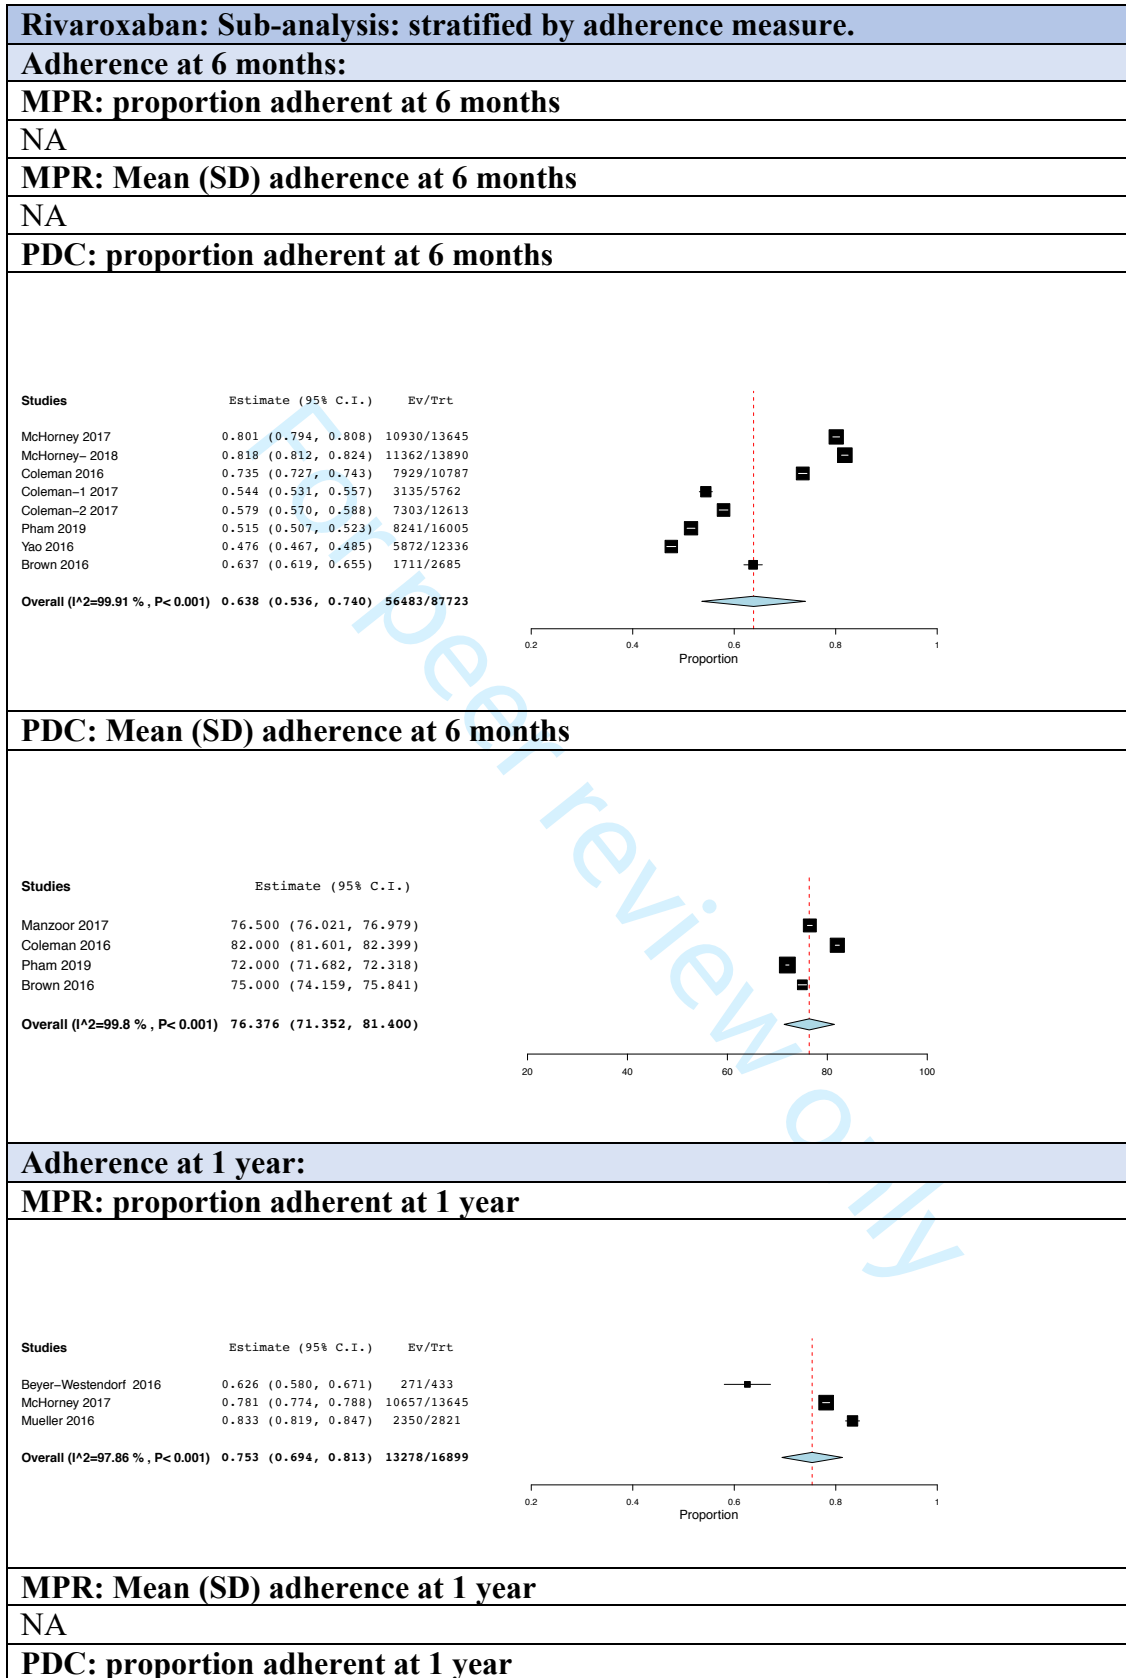 Rivaroxaban: Sub-analysis: stratified by adherence measure.
Adherence at 6 months:
MPR: proportion adherent at 6 months
NA
MPR: Mean (SD) adherence at 6 months
NA
PDC: proportion adherent at 6 months
Studies Estimate (95% C.I.) Ev/Trt
McHorney 2017 0.801 (0.794, 0.808) 10930/13645
McHorney− 2018 0.818 (0.812, 0.824) 11362/13890
Coleman 2016 0.735 (0.727, 0.743) 7929/10787
Coleman−1 2017 0.544 (0.531, 0.557) 3135/5762
Coleman−2 2017 0.579 (0.570, 0.588) 7303/12613
Pham 2019 0.515 (0.507, 0.523) 8241/16005
Yao 2016 0.476 (0.467, 0.485) 5872/12336
Brown 2016 0.637 (0.619, 0.655) 1711/2685
Overall (I^2=99.91 % , P< 0.001) 0.638 (0.536, 0.740) 56483/87723
0.2 0.4 0.6 0.8 1
Proportion
PDC: Mean (SD) adherence at 6 months
Studies Estimate (95% C.I.)
Manzoor 2017 76.500 (76.021, 76.979)
Coleman 2016 82.000 (81.601, 82.399)
Pham 2019 72.000 (71.682, 72.318)
Brown 2016 75.000 (74.159, 75.841)
Overall (I^2=99.8 % , P< 0.001) 76.376 (71.352, 81.400)
20 40 60 80 100
Adherence at 1 year:
MPR: proportion adherent at 1 year
Studies Estimate (95% C.I.) Ev/Trt
Beyer−Westendorf 2016 0.626 (0.580, 0.671) 271/433
McHorney 2017 0.781 (0.774, 0.788) 10657/13645
Mueller 2016 0.833 (0.819, 0.847) 2350/2821
Overall (I^2=97.86 % , P< 0.001) 0.753 (0.694, 0.813) 13278/16899
0.2 0.4 0.6 0.8 1
Proportion
MPR: Mean (SD) adherence at 1 year
NA
PDC: proportion adherent at 1 year
For peer review only